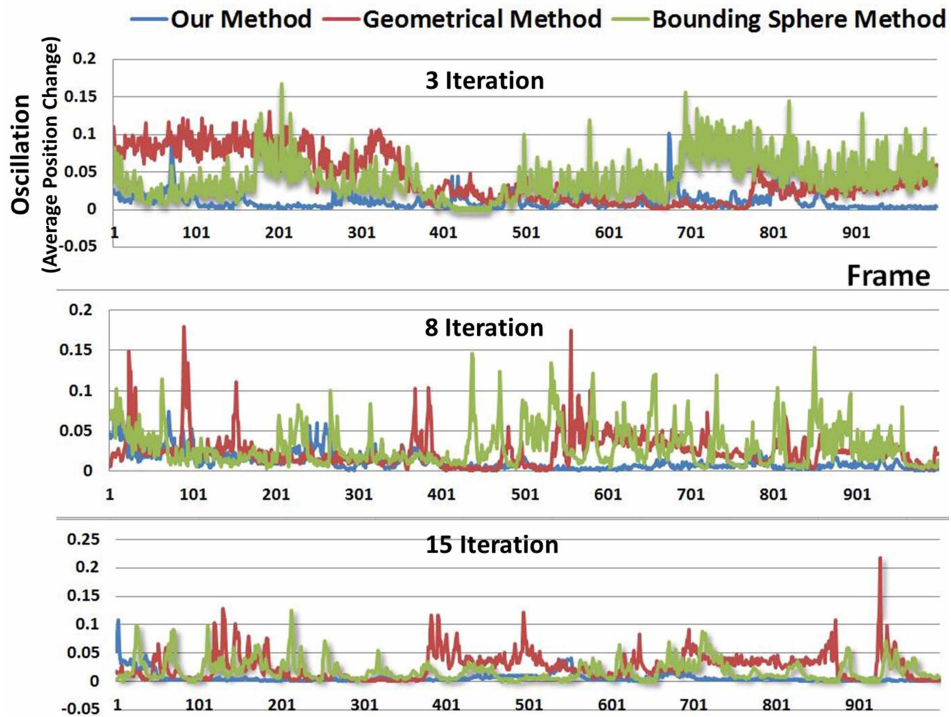 Our Method Geometrical Method Bounding Sphere Method
Oscillation
(Average Position Change)
3 Iteration
0.2
0.15
0.1
0.05
0
-0.05
1 101 201 301 401 501 601 701 801 901
Frame
8 Iteration
0.2
0.15
0.1
0.05
0
1 101 201 301 401 501 601 701 801 901
15 Iteration
0.25
0.2
0.15
0.1
0.05
0
-0.05
1 101 201 301 401 501 601 701 801 901